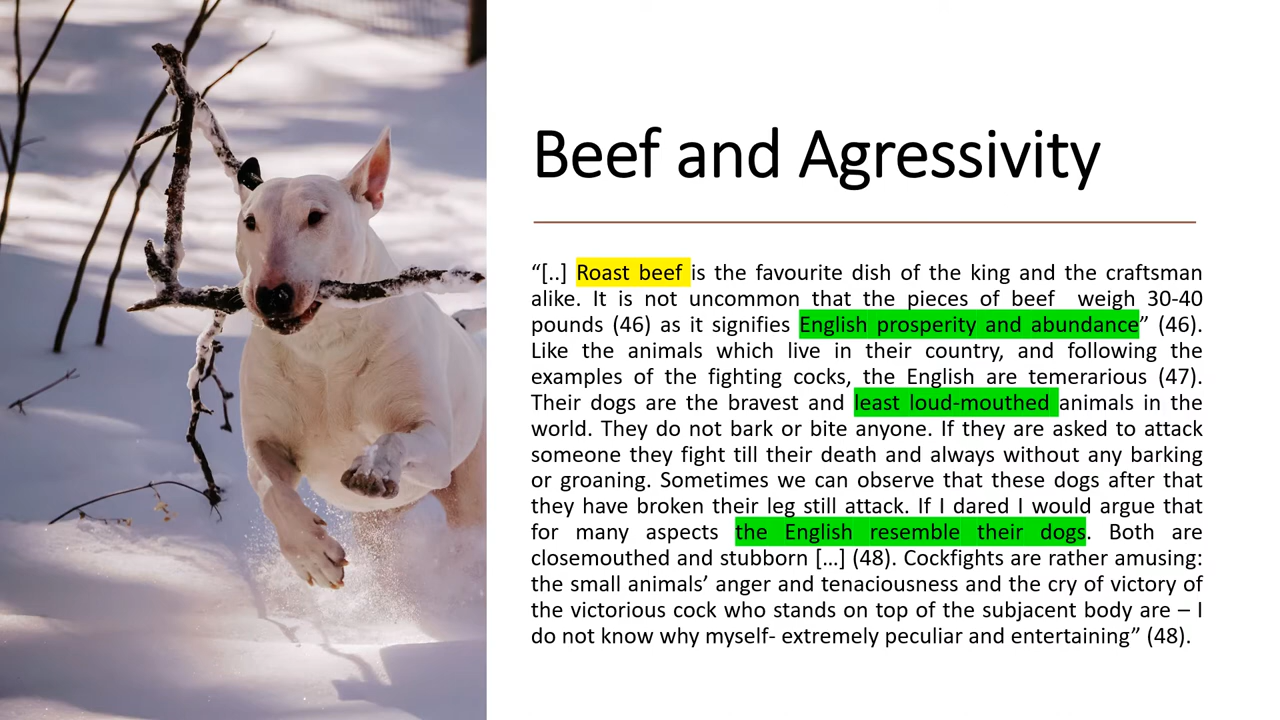 Beef and Agressivity
“[..] Roast beef is the favourite dish of the king and the craftsman
alike. It is not uncommon that the pieces of beef  weigh 30-40
pounds (46) as it signifies English prosperity and abundance” (46).
Like the animals which live in their country, and following the
examples of the fighting cocks, the English are temerarious (47).
Their dogs are the bravest and least loud-mouthed animals in the
world. They do not bark or bite anyone. If they are asked to attack
someone they fight till their death and always without any barking
or groaning. Sometimes we can observe that these dogs after that
they have broken their leg still attack. If I dared I would argue that
for many aspects the English resemble their dogs. Both are
closemouthed and stubborn […] (48). Cockfights are rather amusing:
the small animals’ anger and tenaciousness and the cry of victory of
the victorious cock who stands on top of the subjacent body are – I
do not know why myself- extremely peculiar and entertaining” (48).